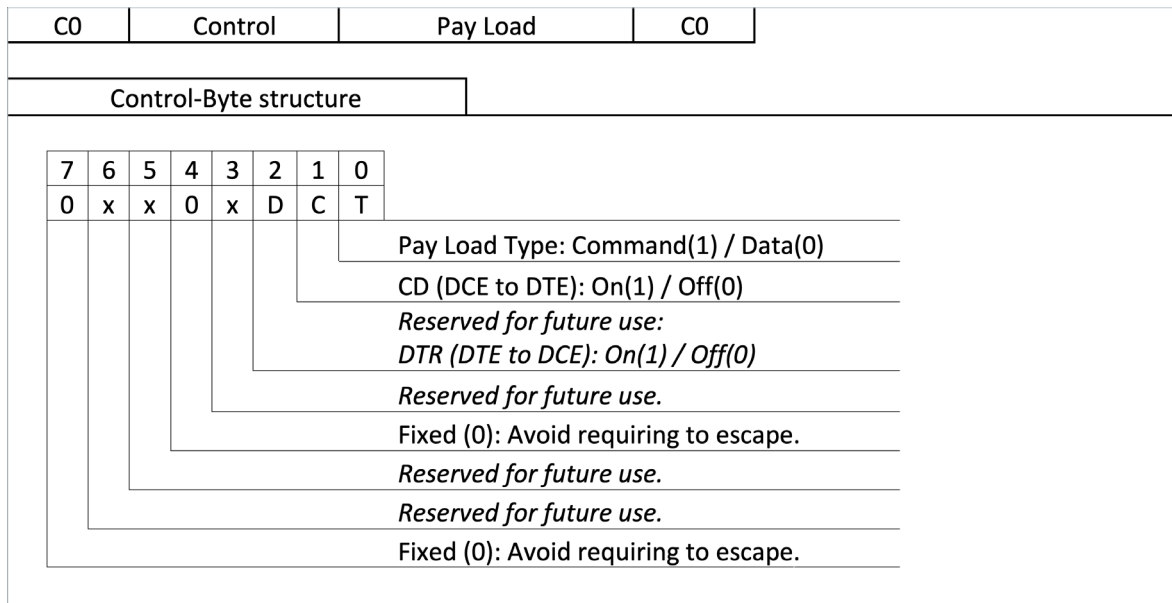 C0 Control Pay Load C0
Control-Byte structure
7 6 5 4 3 2 1 0
0 x x 0 x D C T
Pay Load Type: Command(1) / Data(0)
CD (DCE to DTE): On(1) / Off(0)
Reserved for future use:
DTR (DTE to DCE): On(1) / Off(0)
Reserved for future use.
Fixed (0): Avoid requiring to escape.
Reserved for future use.
Reserved for future use.
Fixed (0): Avoid requiring to escape.